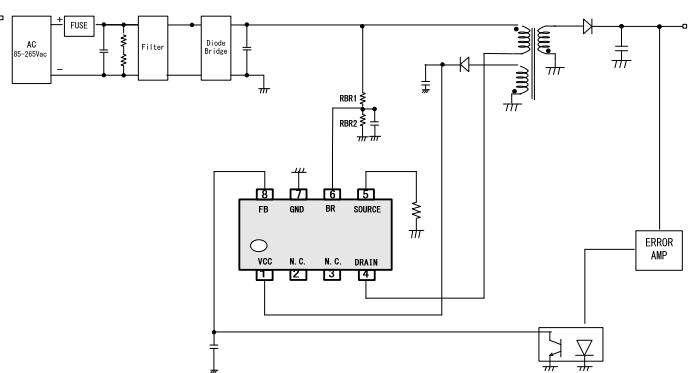 AC
85-265Vac
+
−
FUSE
Filter
Diode
Bridge
RBR1
RBR2
8 7 6 5
FB GND BR SOURCE
VCC N.C. N.C. DRAIN
1 2 3 4
ERROR
AMP